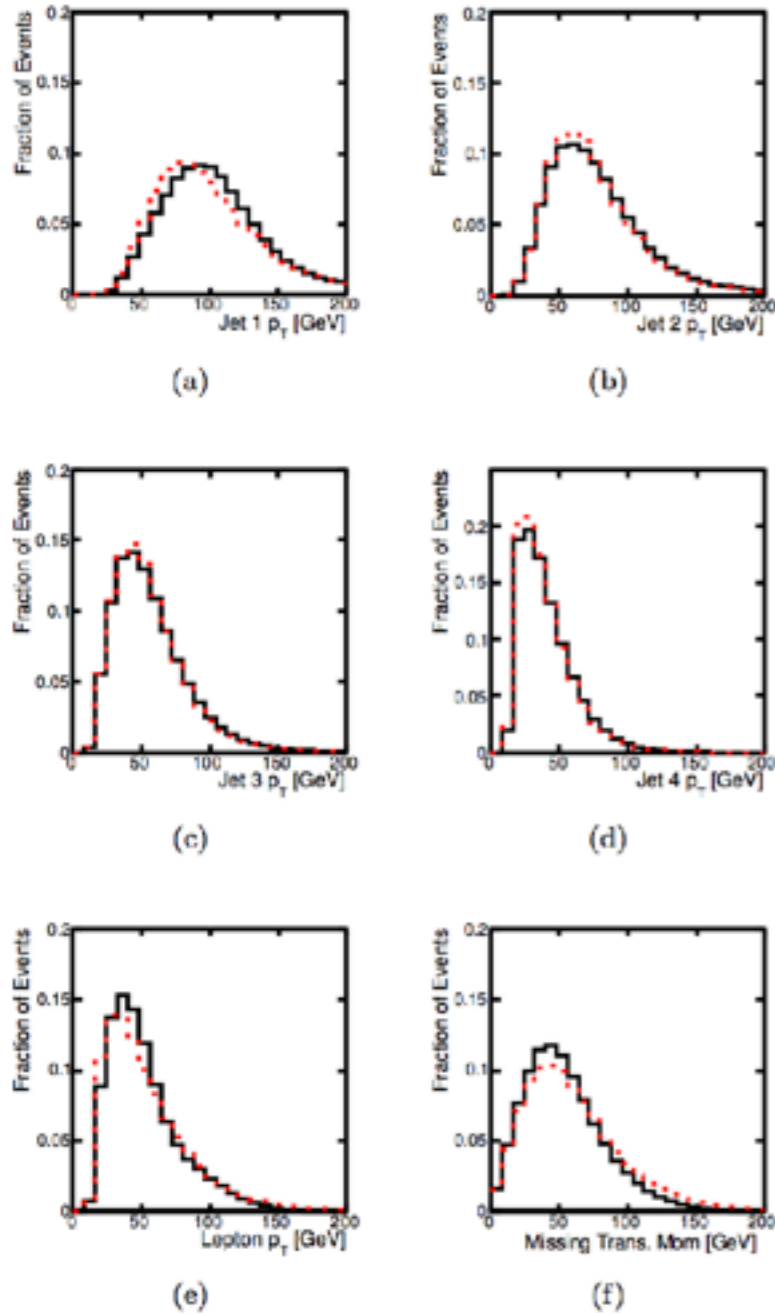 0.2
0.15
0.1
0.05
0
50 100 150 200
Fraction of Events
Jet 1 p_T [GeV]
(a)
0.2
0.15
0.1
0.05
0
50 100 150 200
Fraction of Events
Jet 2 p_T [GeV]
(b)
0.2
0.15
0.1
0.05
0
50 100 150 200
Fraction of Events
Jet 3 p_T [GeV]
(c)
0.2
0.15
0.1
0.05
0
50 100 150 200
Fraction of Events
Jet 4 p_T [GeV]
(d)
0.2
0.15
0.1
0.05
0
50 100 150 200
Fraction of Events
Lepton p_T [GeV]
(e)
0.2
0.15
0.1
0.05
0
50 100 150 200
Fraction of Events
Missing Trans. Mom [GeV]
(f)